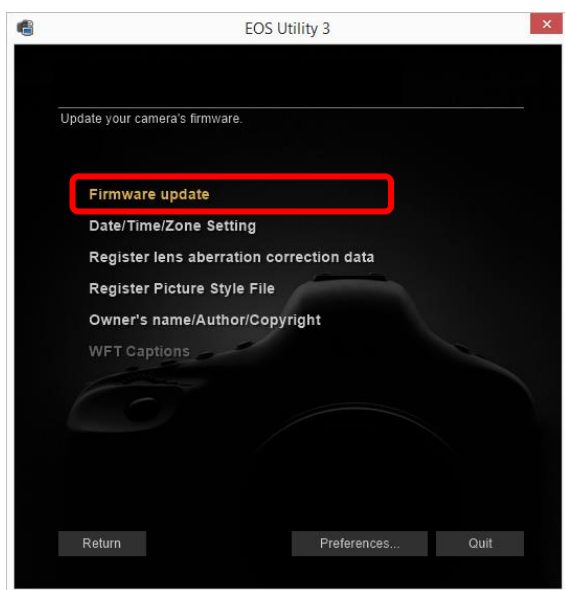 EOS Utility 3
Update your camera's firmware.
Firmware update
Date/Time/Zone Setting
Register lens aberration correction data
Register Picture Style File
Owner's name/Author/Copyright
WFT Captions
Return Preferences... Quit